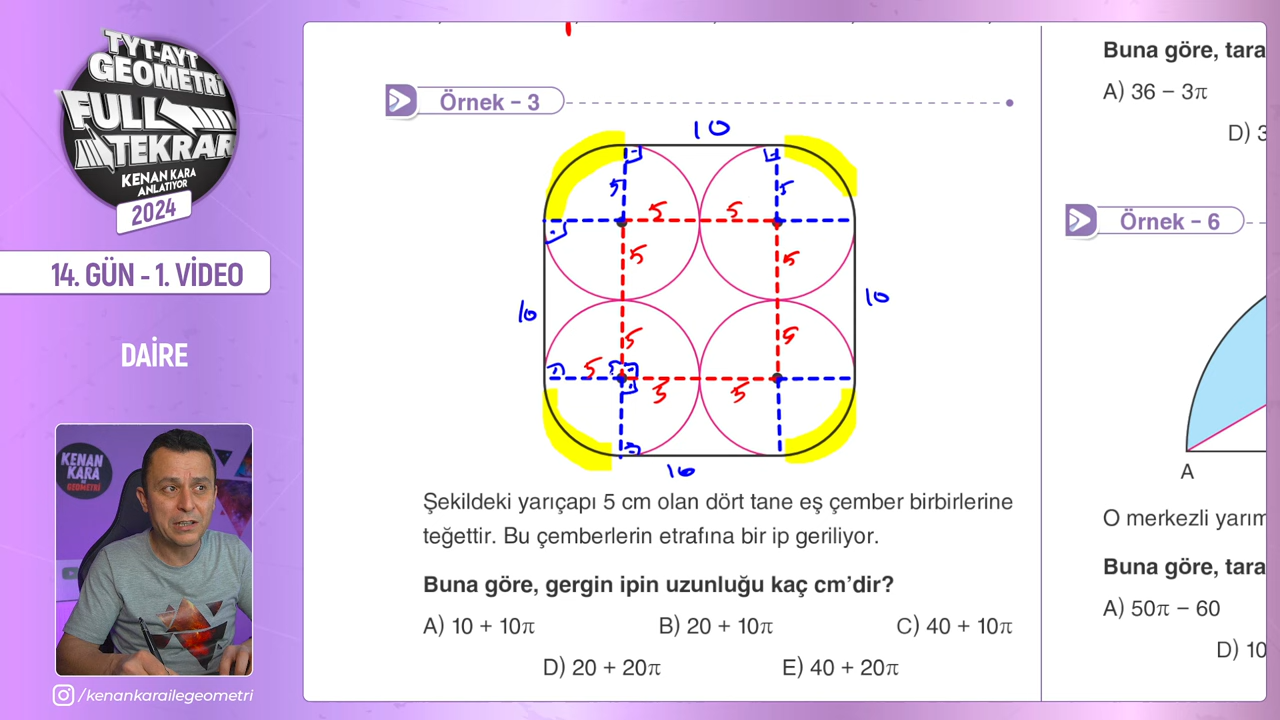 TYT-AYT
GEOMETRİ
FULL
TEKRAR
KENAN KARA
ANLATIYOR
2024
14. GÜN - 1. VİDEO
DAİRE
KENAN
KARA
GEOMETRİ
/kenankarailegeometri
Örnek – 3
10
5
5
5
5
5
5
10
10
5
5
5
5
5
10
Şekildeki yarıçapı 5 cm olan dört tane eş çember birbirlerine
teğettir. Bu çemberlerin etrafına bir ip geriliyor.
Buna göre, gergin ipin uzunluğu kaç cm'dir?
A) 10 + 10π B) 20 + 10π C) 40 + 10π
D) 20 + 20π E) 40 + 20π
Buna göre, tara
A) 36 – 3π
D) 3
Örnek – 6
A
O merkezli yarım
Buna göre, tara
A) 50π – 60
D) 10